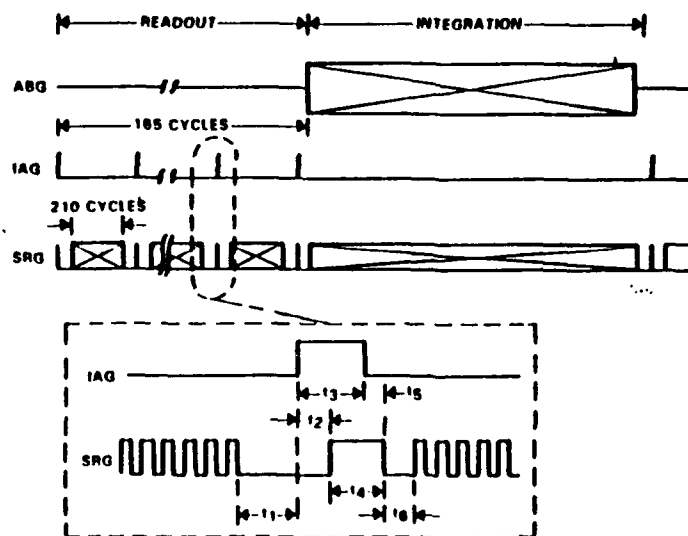 READOUT INTEGRATION
ABG
165 CYCLES
IAG
210 CYCLES
SRG
IAG
t3 t5
t2
SRG
t4
t1 t6